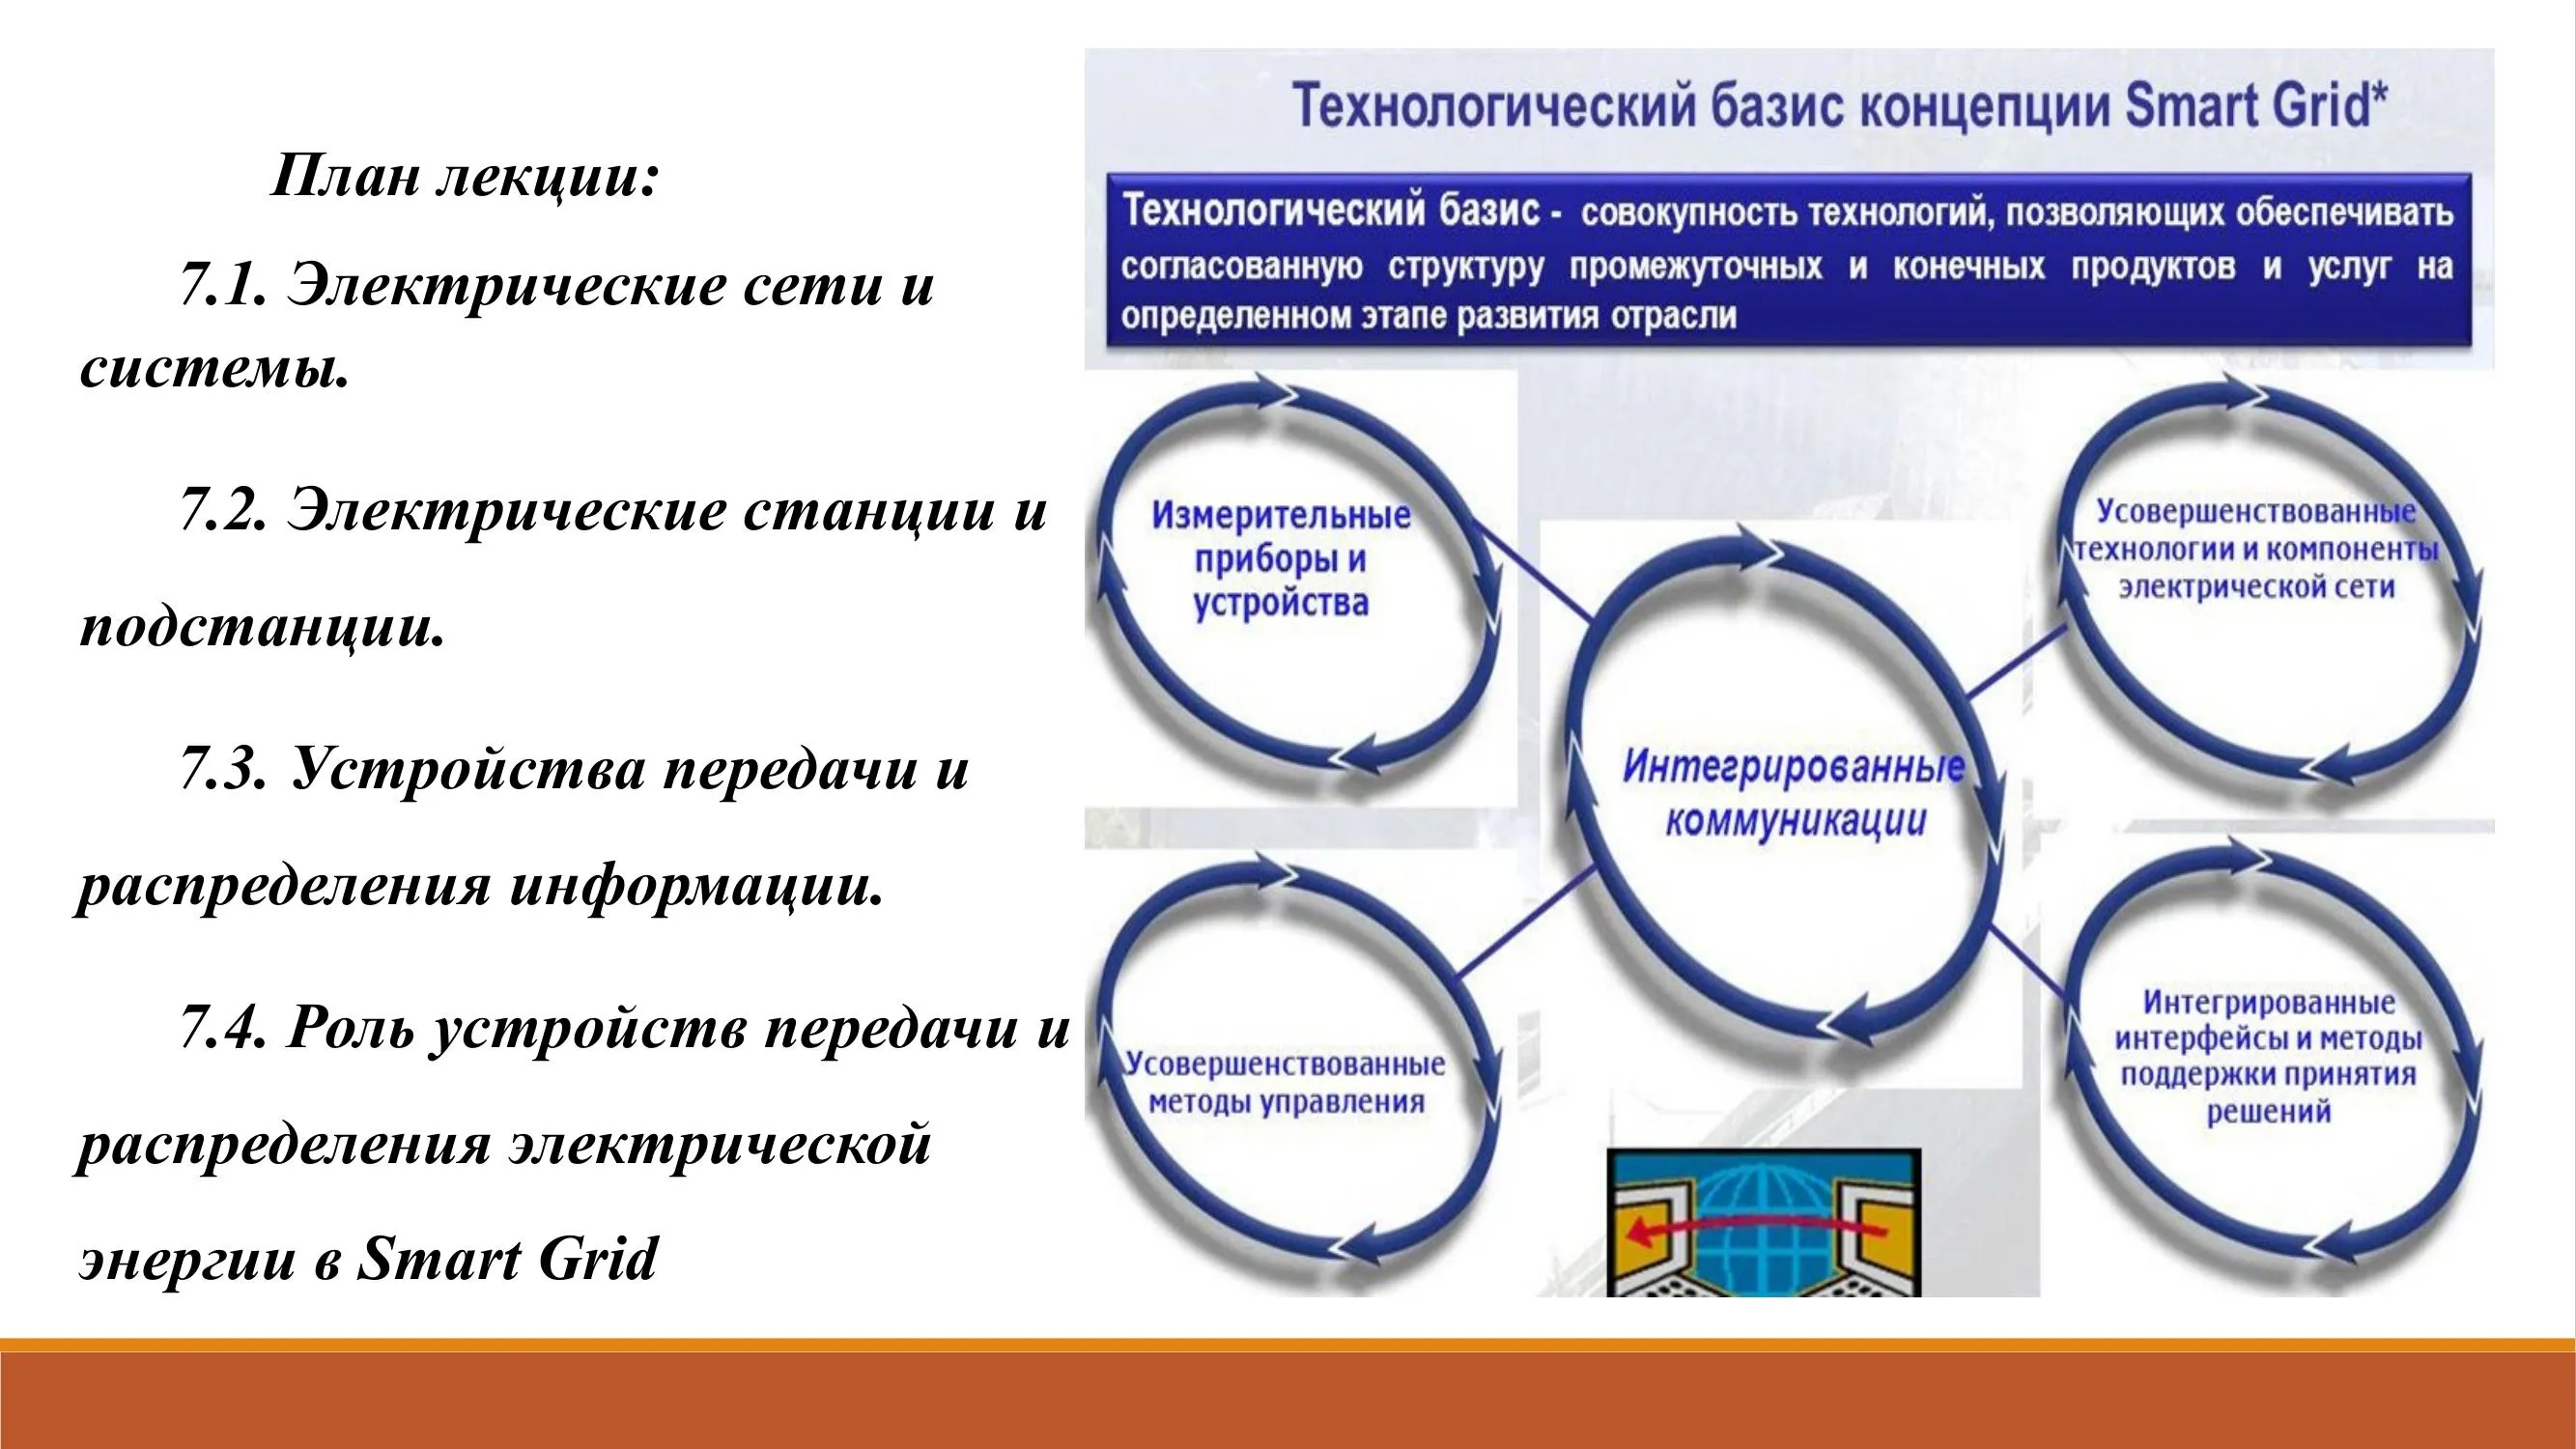 План лекции:
7.1. Электрические сети и
системы.
7.2. Электрические станции и
подстанции.
7.3. Устройства передачи и
распределения информации.
7.4. Роль устройств передачи и
распределения электрической
энергии в Smart Grid
Технологический базис концепции Smart Grid*
Технологический базис - совокупность технологий, позволяющих обеспечивать
согласованную структуру промежуточных и конечных продуктов и услуг на
определенном этапе развития отрасли
Измерительные
приборы и
устройства
Усовершенствованные
технологии и компоненты
электрической сети
Интегрированные
коммуникации
Усовершенствованные
методы управления
Интегрированные
интерфейсы и методы
поддержки принятия
решений